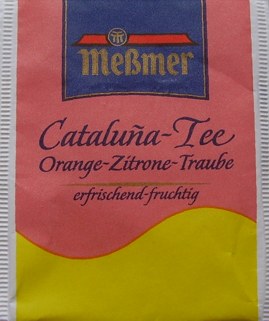 Meßmer
Cataluña-Tee
Orange-Zitrone-Traube
erfrischend-fruchtig